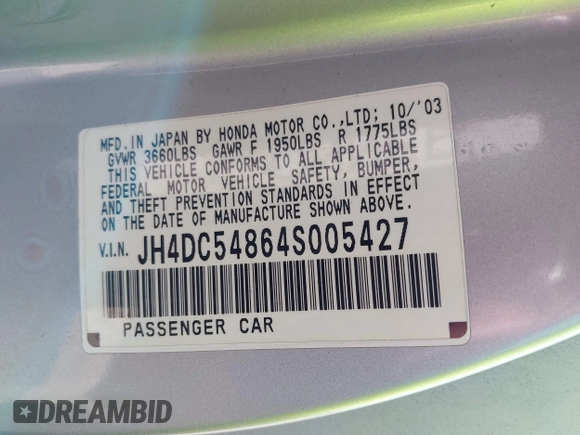 MFD. IN JAPAN BY HONDA MOTOR CO.,LTD; 10/'03
GVWR 3660LBS GAWR F 1950LBS R 1775LBS
THIS VEHICLE CONFORMS TO ALL APPLICABLE
FEDERAL MOTOR VEHICLE SAFETY, BUMPER,
AND THEFT PREVENTION STANDARDS IN EFFECT
ON THE DATE OF MANUFACTURE SHOWN ABOVE.
V.I.N. JH4DC54864S005427
PASSENGER CAR
DREAMBID